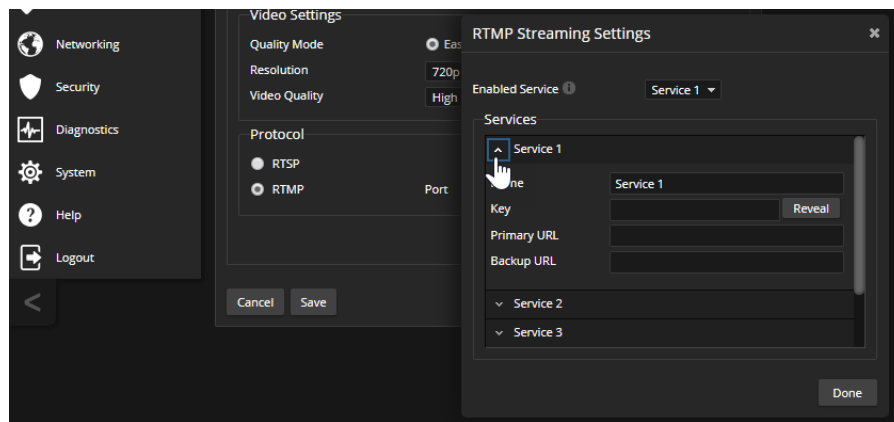 Networking
Security
Diagnostics
System
Help
Logout
<
Video Settings
Quality Mode
Resolution 720p
Video Quality High
Protocol
RTSP
RTMP Port
Cancel Save
RTMP Streaming Settings
Enabled Service Service 1
Services
Service 1
Service 1
Key Reveal
Primary URL
Backup URL
Service 2
Service 3
Done